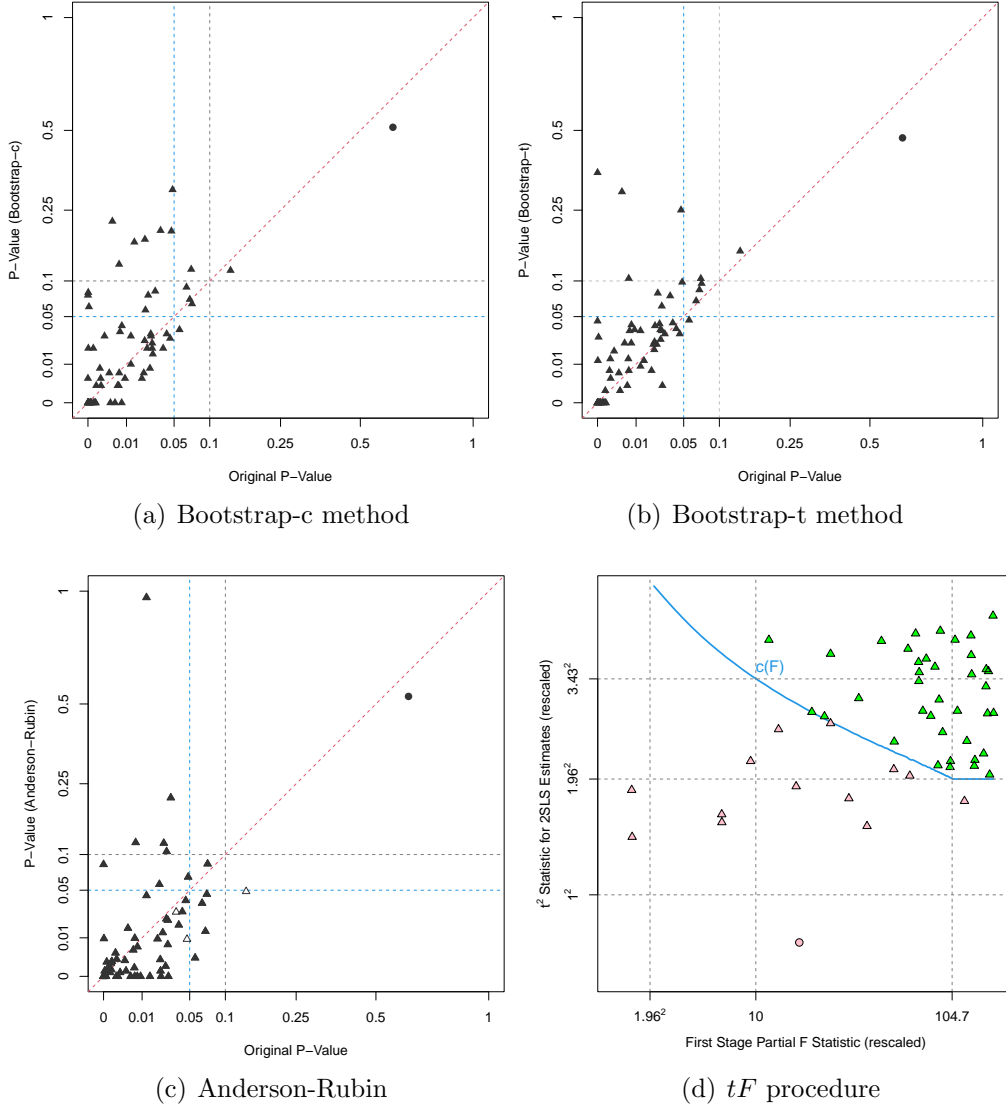 1
0.5
0.25
0.1
0.05
0.01
0
P−Value (Bootstrap−c)
0 0.01 0.05 0.1 0.25 0.5 1
Original P−Value
(a) Bootstrap-c method
1
0.5
0.25
0.1
0.05
0.01
0
P−Value (Bootstrap−t)
0 0.01 0.05 0.1 0.25 0.5 1
Original P−Value
(b) Bootstrap-t method
1
0.5
0.25
0.1
0.05
0.01
0
P−Value (Anderson−Rubin)
0 0.01 0.05 0.1 0.25 0.5 1
Original P−Value
(c) Anderson-Rubin
c(F)
3.43²
1.96²
1²
t² Statistic for 2SLS Estimates (rescaled)
1.96² 10 104.7
First Stage Partial F Statistic (rescaled)
(d) tF procedure